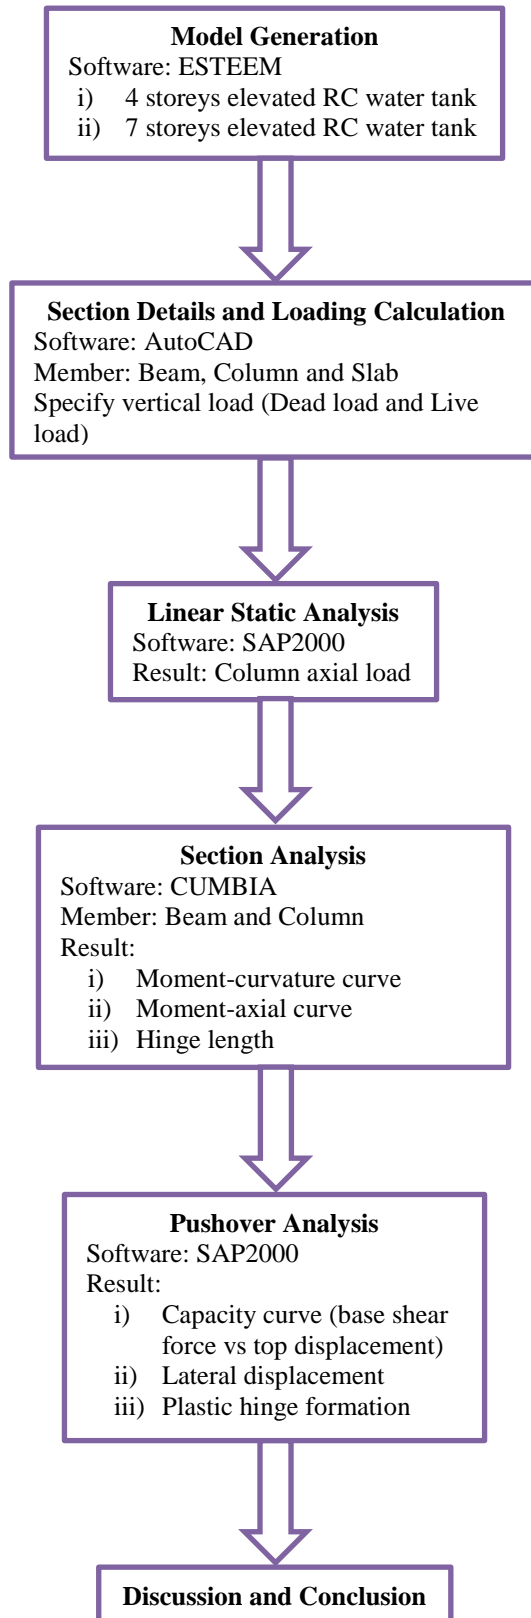 Model Generation
Software: ESTEEM
i) 4 storeys elevated RC water tank
ii) 7 storeys elevated RC water tank
Section Details and Loading Calculation
Software: AutoCAD
Member: Beam, Column and Slab
Specify vertical load (Dead load and Live
load)
Linear Static Analysis
Software: SAP2000
Result: Column axial load
Section Analysis
Software: CUMBIA
Member: Beam and Column
Result:
i) Moment-curvature curve
ii) Moment-axial curve
iii) Hinge length
Pushover Analysis
Software: SAP2000
Result:
i) Capacity curve (base shear
force vs top displacement)
ii) Lateral displacement
iii) Plastic hinge formation
Discussion and Conclusion